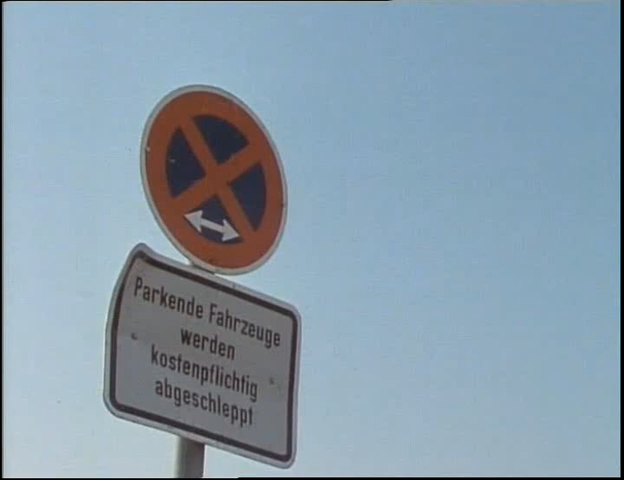 Parkende Fahrzeuge
werden
kostenpflichtig
abgeschleppt